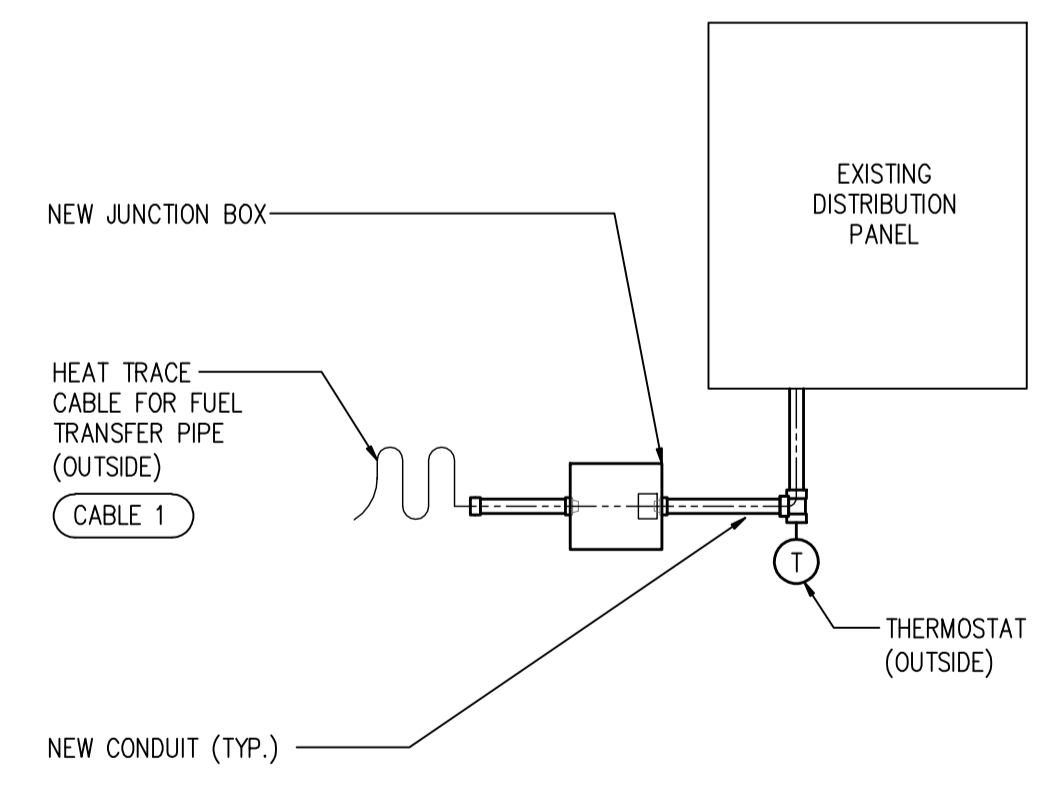 EXISTING
DISTRIBUTION
PANEL
NEW JUNCTION BOX
HEAT TRACE
CABLE FOR FUEL
TRANSFER PIPE
(OUTSIDE)
CABLE 1
T
THERMOSTAT
(OUTSIDE)
NEW CONDUIT (TYP.)